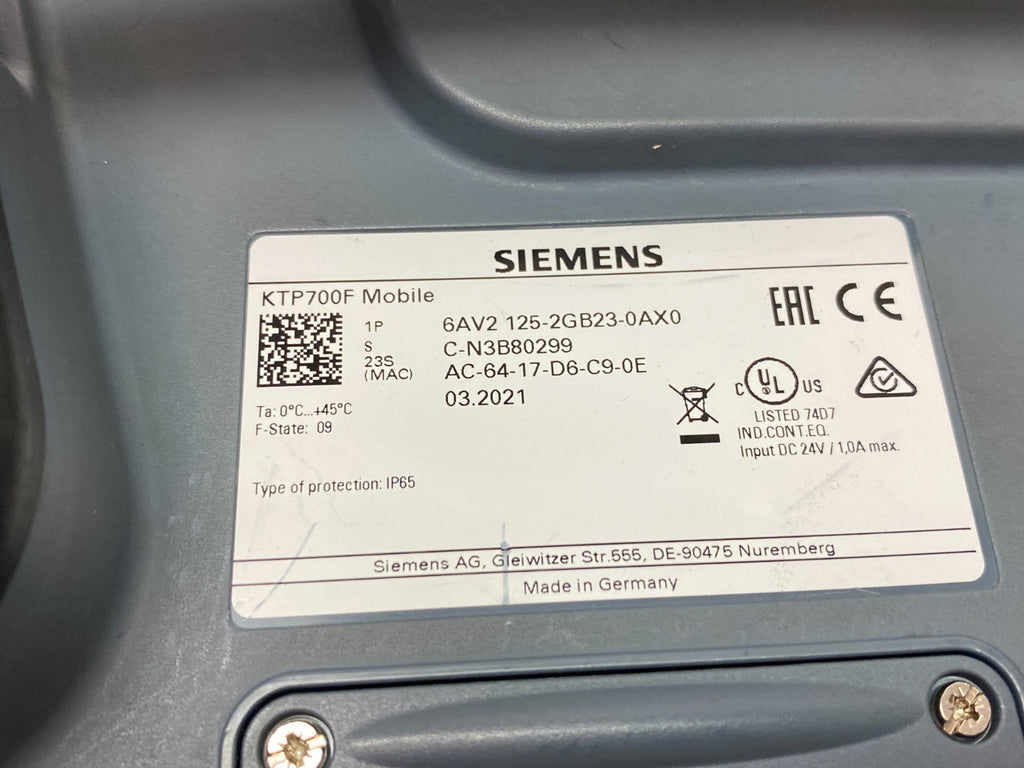 SIEMENS
KTP700F Mobile
1P 6AV2 125-2GB23-0AX0
S C-N3B80299
23S
(MAC) AC-64-17-D6-C9-0E
03.2021
Ta: 0°C...+45°C
F-State: 09
Type of protection: IP65
EAC CE
C UL US
LISTED 74D7
IND.CONT.EQ.
Input DC 24V / 1,0A max.
Siemens AG, Gleiwitzer Str.555, DE-90475 Nuremberg
Made in Germany